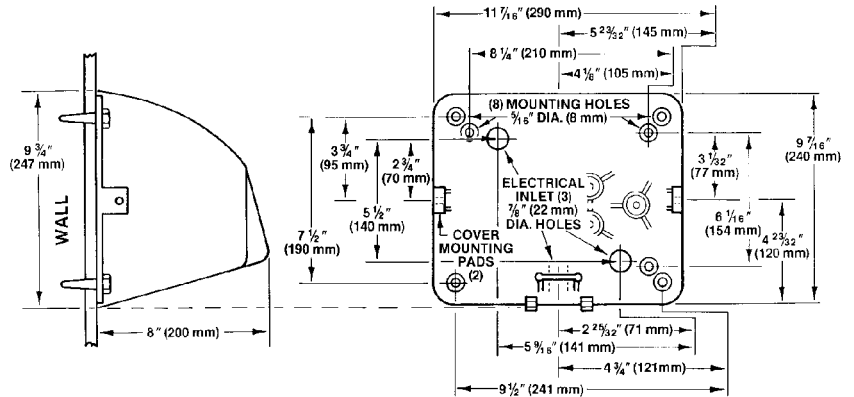 11 7/16" (290 mm)
5 23/32" (145 mm)
8 1/4" (210 mm)
4 1/8" (105 mm)
(8) MOUNTING HOLES
5/16" DIA. (8 mm)
9 3/4"
(247 mm)
WALL
8" (200 mm)
3 3/4"
(95 mm)
2 3/4"
(70 mm)
5 1/2"
(140 mm)
7 1/2"
(190 mm)
ELECTRICAL
INLET (3)
7/8" (22 mm)
DIA. HOLES
COVER
MOUNTING
PADS
(2)
3 1/32"
(77 mm)
9 7/16"
(240 mm)
6 1/16"
(154 mm)
4 23/32"
(120 mm)
2 25/32" (71 mm)
5 9/16" (141 mm)
4 3/4" (121mm)
9 1/2" (241 mm)